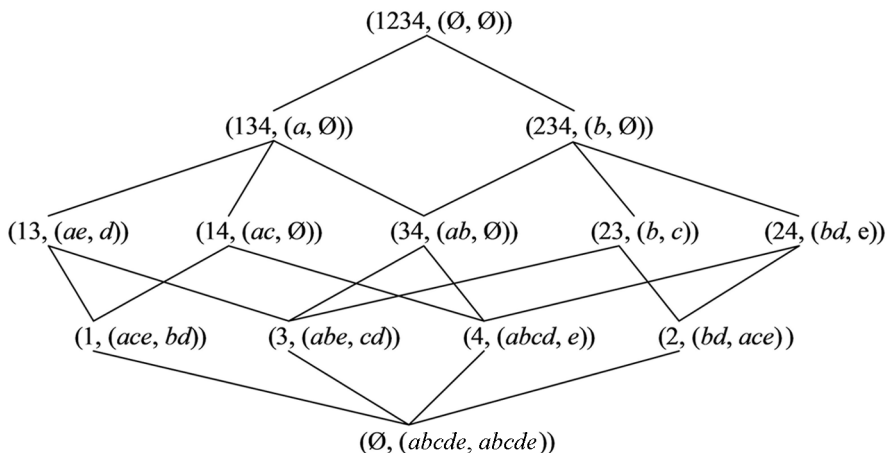 (1234, (Ø, Ø))
(134, (a, Ø)) (234, (b, Ø))
(13, (ae, d)) (14, (ac, Ø)) (34, (ab, Ø)) (23, (b, c)) (24, (bd, e))
(1, (ace, bd)) (3, (abe, cd)) (4, (abcd, e)) (2, (bd, ace))
(Ø, (abcde, abcde))